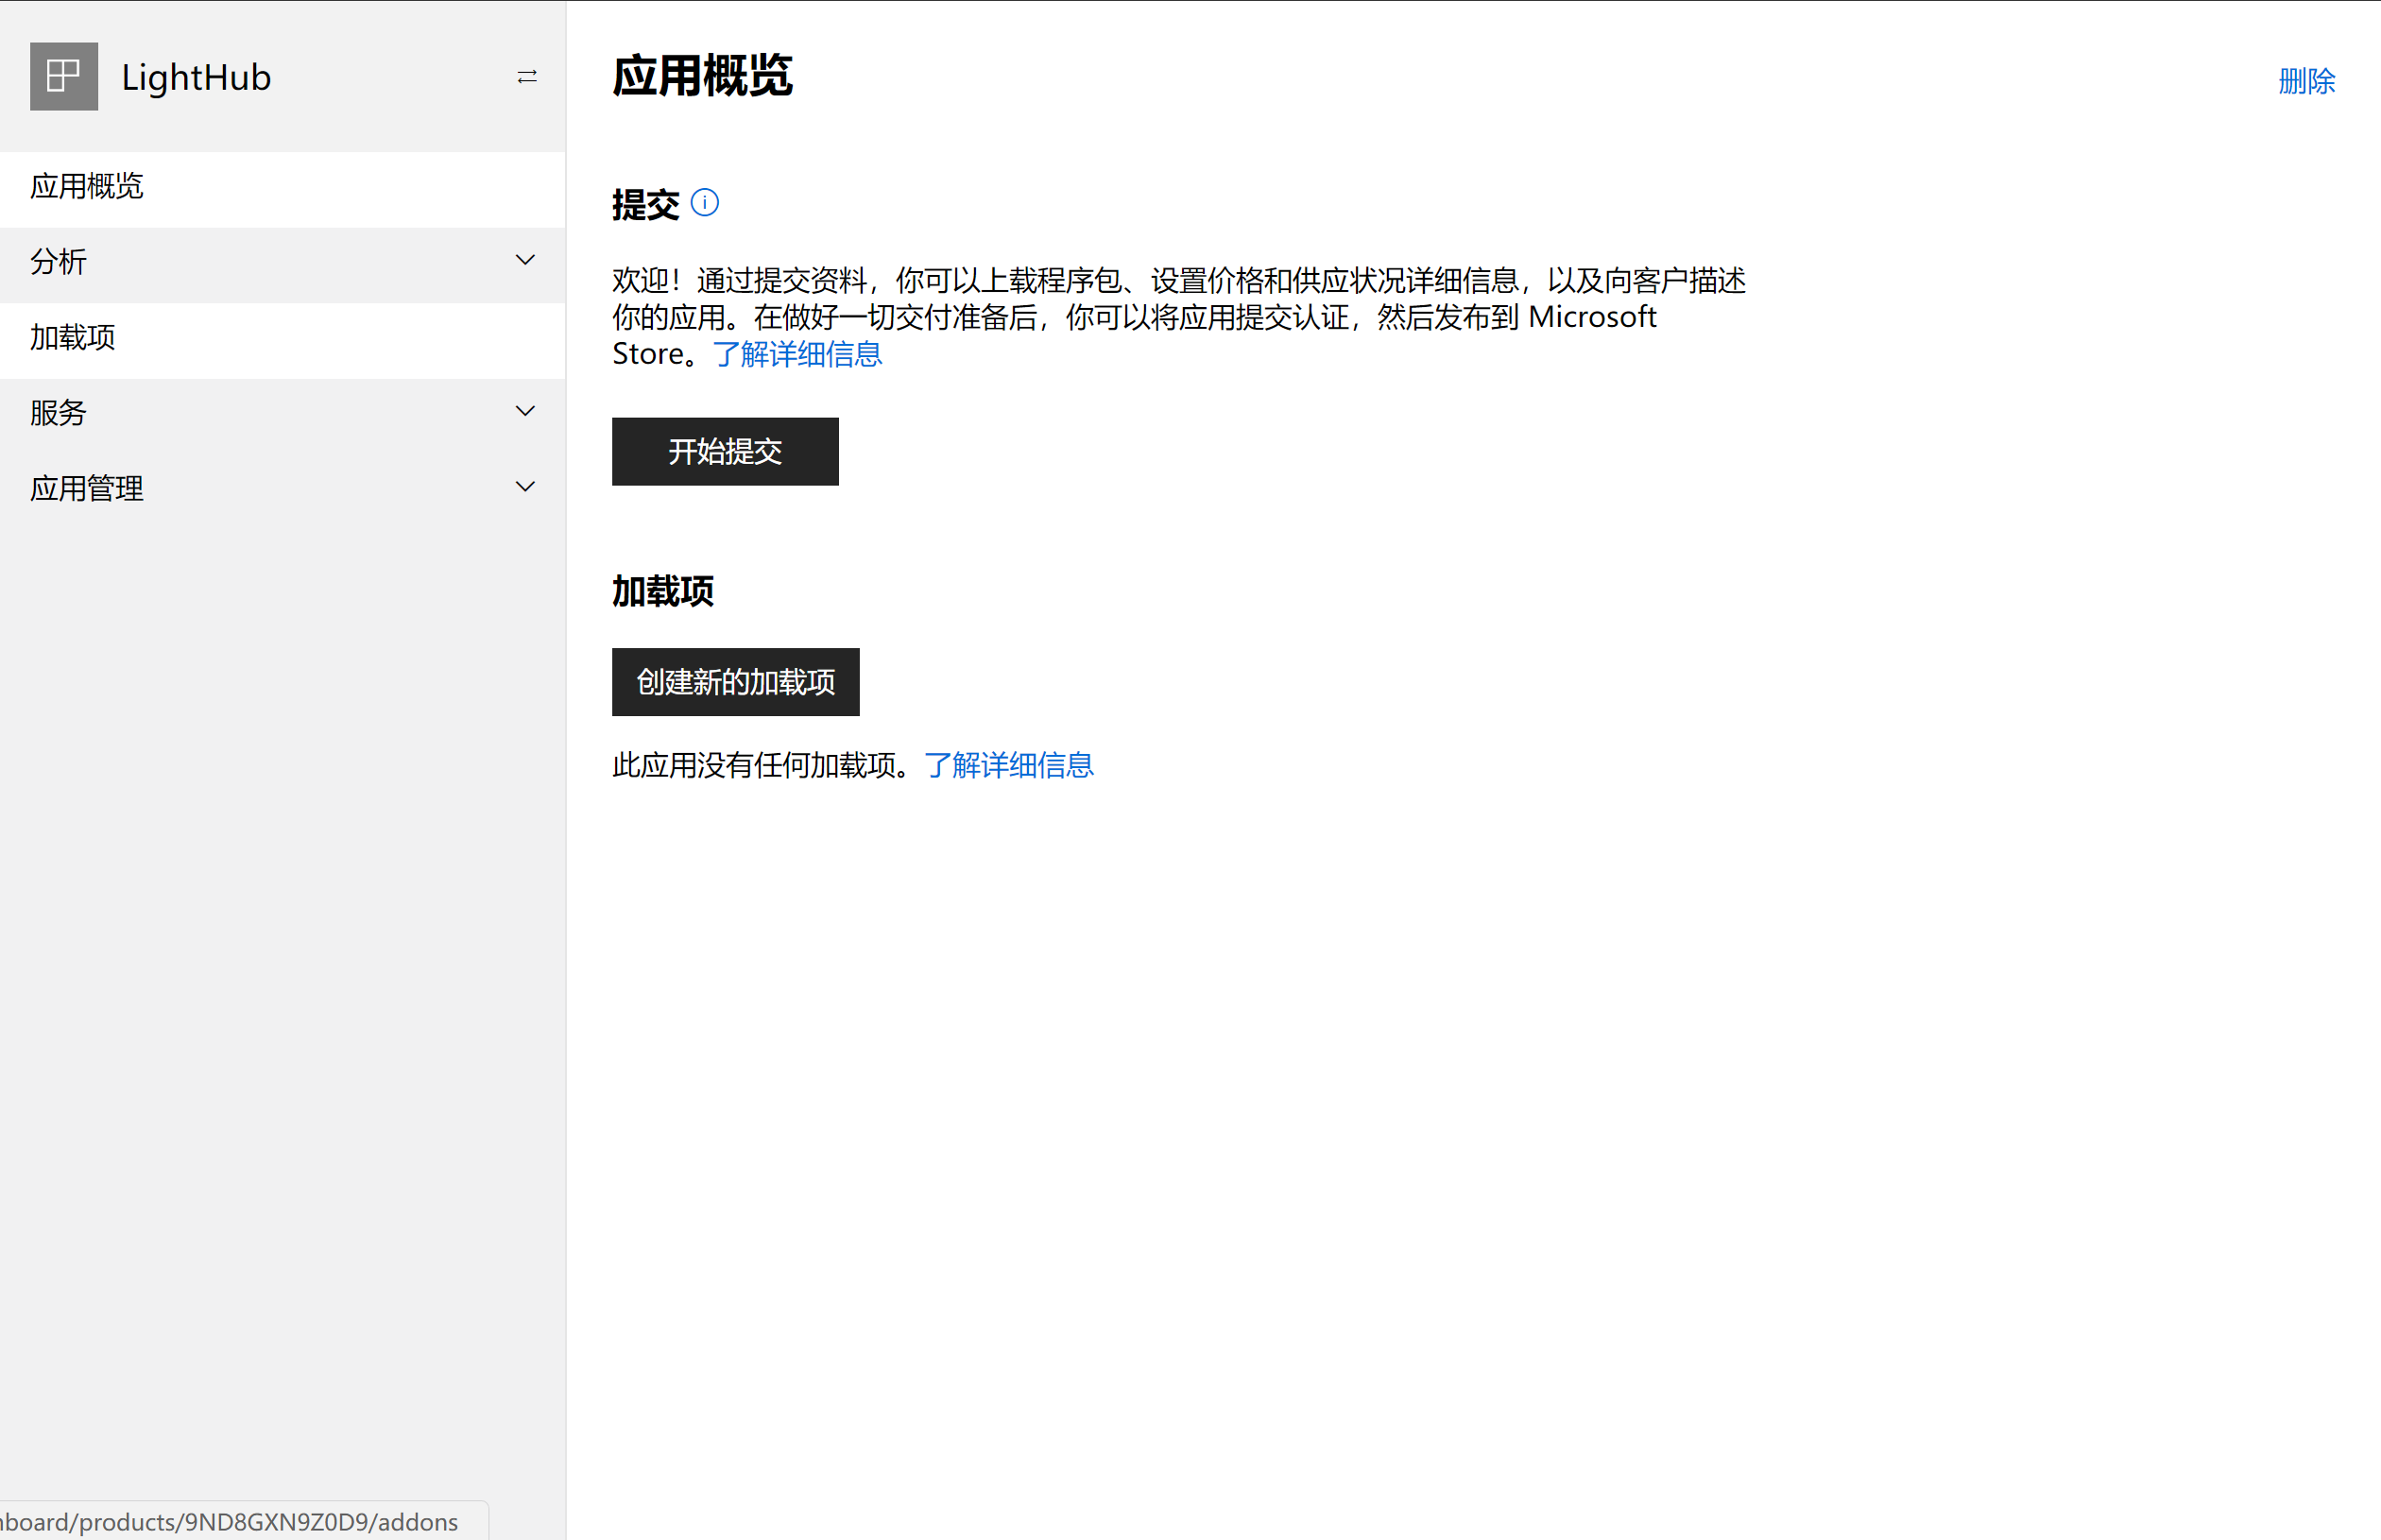 LightHub
应用概览
分析
加载项
服务
应用管理
应用概览
删除
提交
欢迎！通过提交资料，你可以上载程序包、设置价格和供应状况详细信息，以及向客户描述
你的应用。在做好一切交付准备后，你可以将应用提交认证，然后发布到 Microsoft
Store。了解详细信息
开始提交
加载项
创建新的加载项
此应用没有任何加载项。了解详细信息
board/products/9ND8GXN9Z0D9/addons